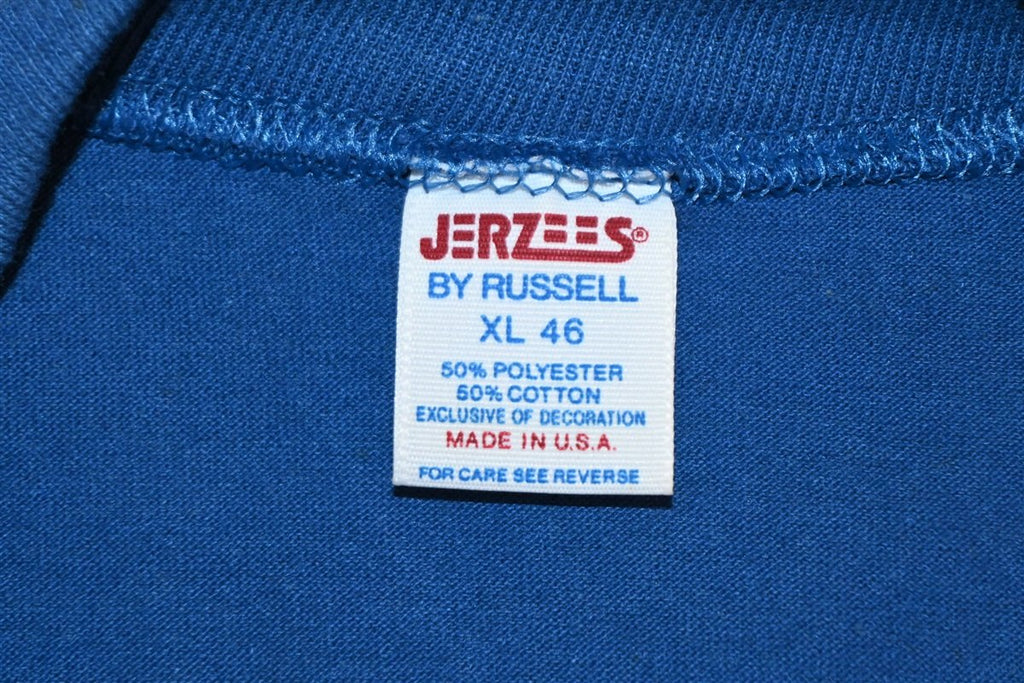 JERZEES®
BY RUSSELL
XL 46
50% POLYESTER
50% COTTON
EXCLUSIVE OF DECORATION
MADE IN U.S.A.
FOR CARE SEE REVERSE